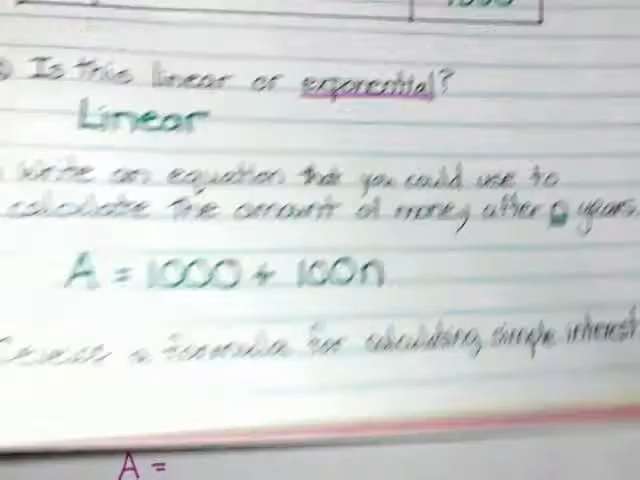 1000
Is this linear or exponential?
Linear
Write an equation that you could use to
calculate the amount of money after n years.
A = 1000 + 100n
a formula for calculating simple interest
A =